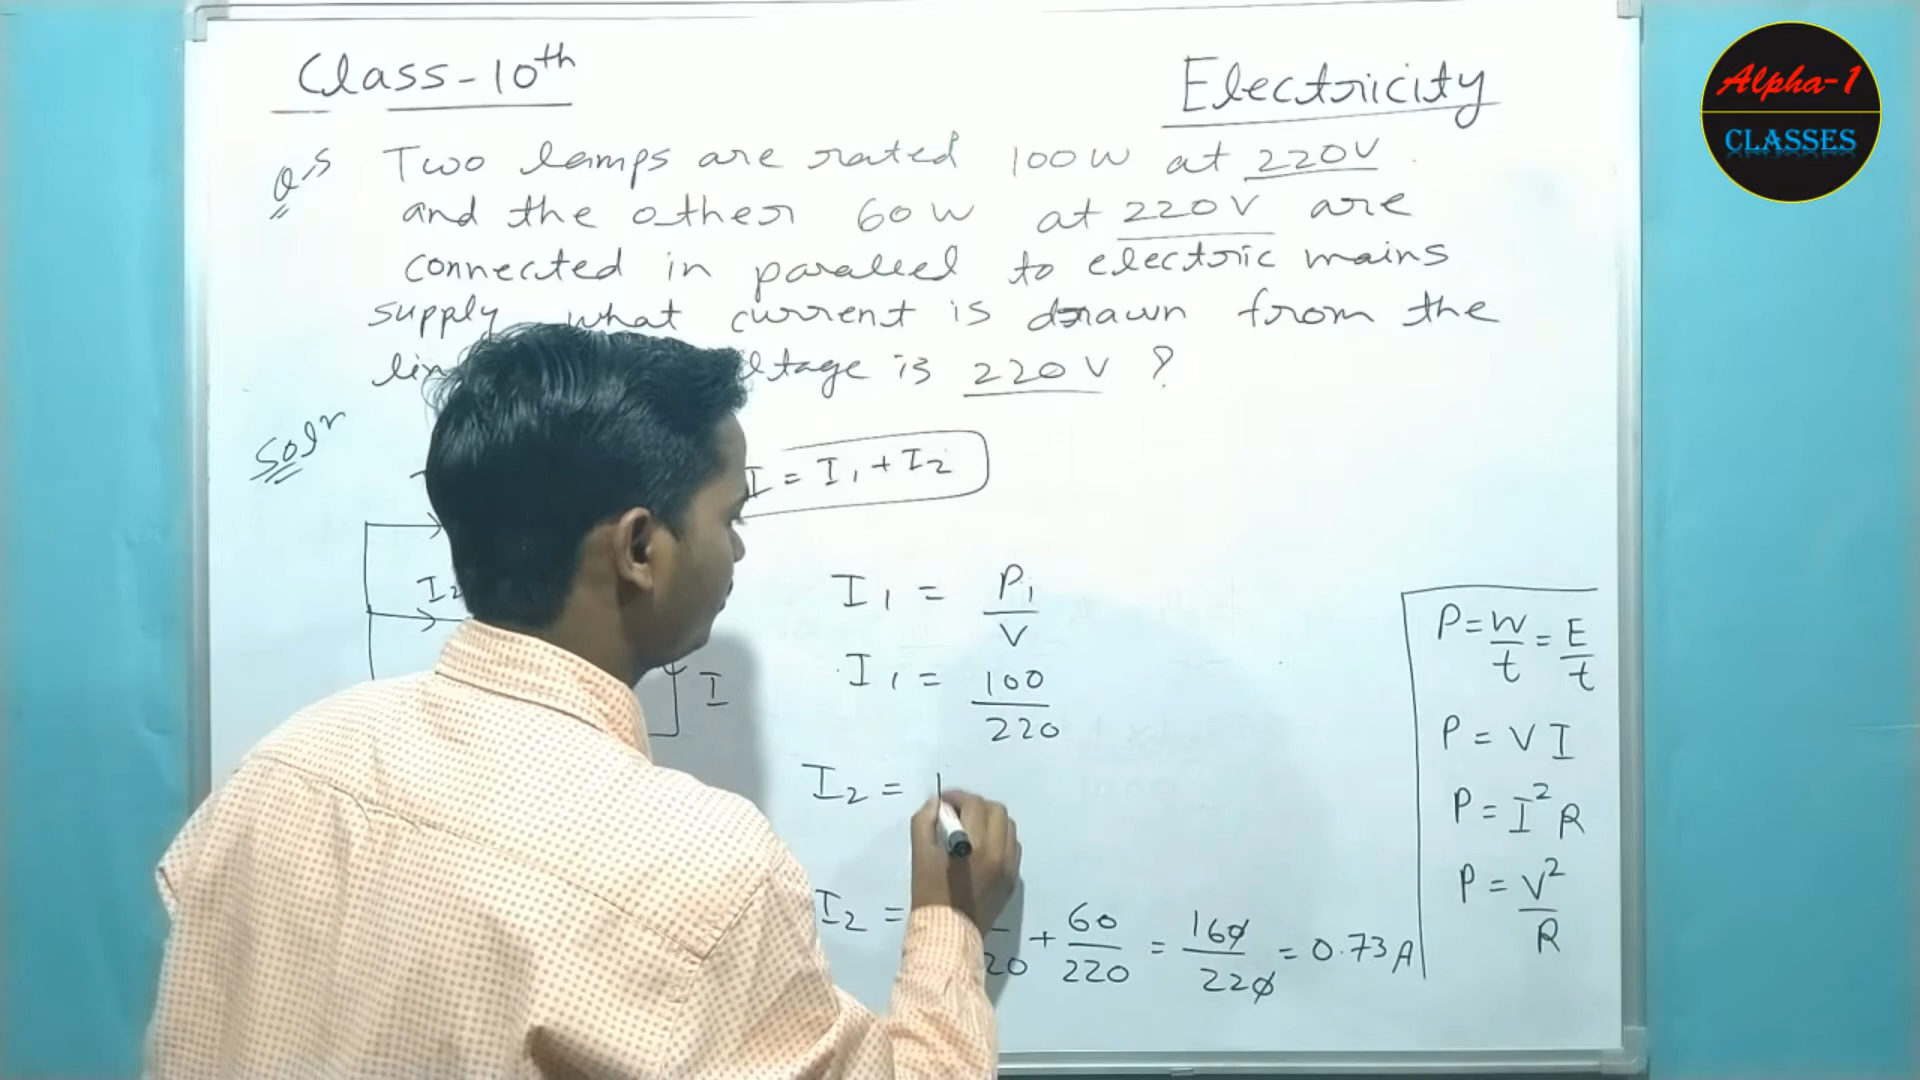 Class-10th
Electricity
Alpha-1
CLASSES
Q-5 Two lamps are rated 100W at 220V
and the other 60W at 220V are
connected in parallel to electric mains
supply what current is drawn from the
is 220V ?
Soln
I = I1 + I2
I2
I
I1 = P1/V
I1 = 100/220
I2 =
I2 = + 60/220 = 160/220 = 0.73A
P = W/t = E/t
P = VI
P = I²R
P = V²/R